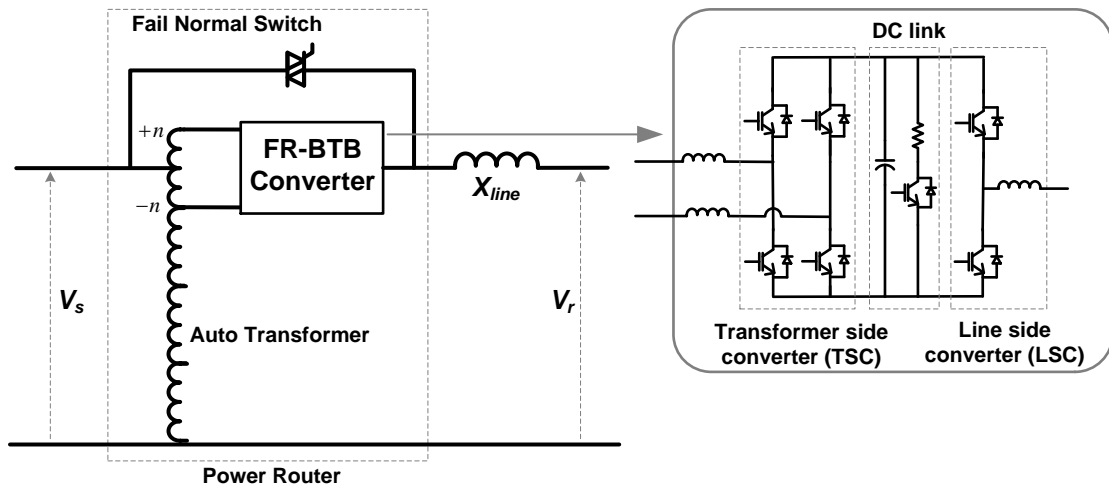 Fail Normal Switch
+n
FR-BTB
Converter
−n
X_line
V_s
V_r
Auto Transformer
Power Router
DC link
Transformer side
converter (TSC)
Line side
converter (LSC)